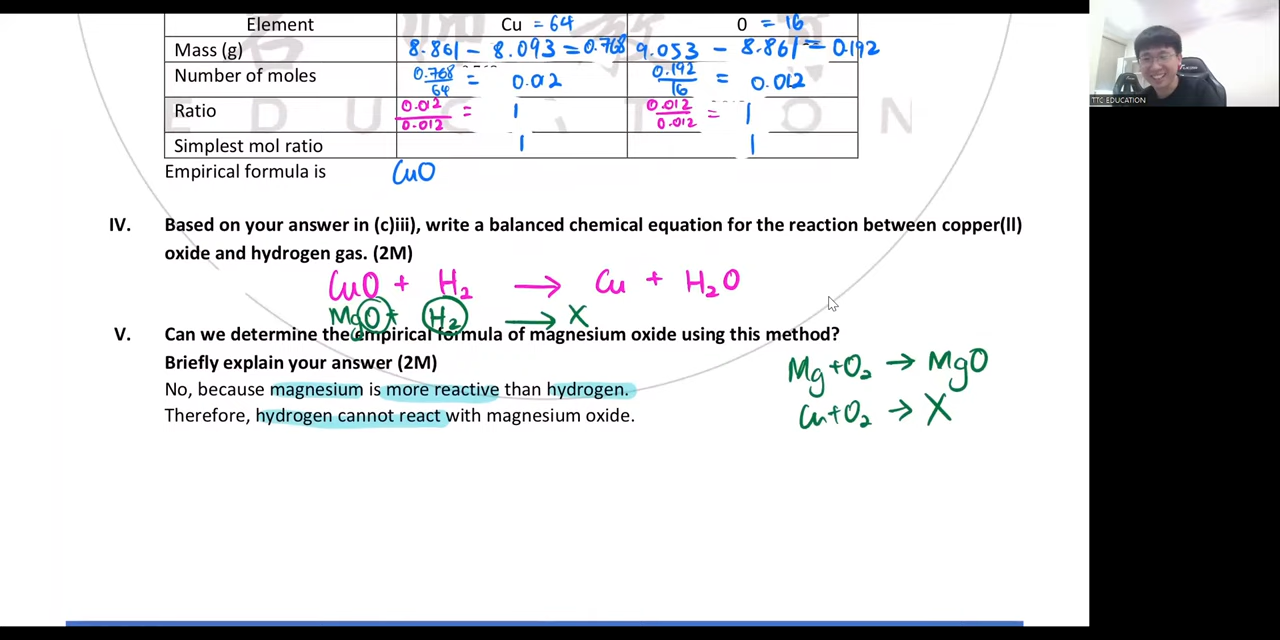 Element Cu = 64 O = 16
Mass (g) 8.861 - 8.093 = 0.768 9.053 - 8.861 = 0.192
Number of moles 0.768/64 = 0.012 0.192/16 = 0.012
Ratio 0.012/0.012 = 1 0.012/0.012 = 1
Simplest mol ratio 1 1
Empirical formula is CuO
EDUCATION
IV. Based on your answer in (c)iii), write a balanced chemical equation for the reaction between copper(II)
oxide and hydrogen gas. (2M)
CuO + H₂ → Cu + H₂O
MgO + H₂ → X
V. Can we determine the empirical formula of magnesium oxide using this method?
Briefly explain your answer (2M)
No, because magnesium is more reactive than hydrogen.
Therefore, hydrogen cannot react with magnesium oxide.
Mg + O₂ → MgO
Cu + O₂ → X
TTC EDUCATION